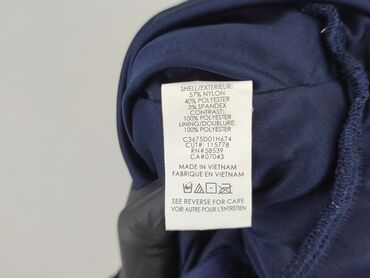 SHELL/EXTERIEUR:
57% NYLON
40% POLYESTER
3% SPANDEX
CONTRAST:
100% POLYESTER
LINING/DOUBLURE:
100% POLYESTER
C3675D01H674
CUT#: 115778
RN#58539
CA#07043
MADE IN VIETNAM
FABRIQUE EN VIETNAM
SEE REVERSE FOR CARE
VOIR AUTRE POUR L'ENTRETIEN